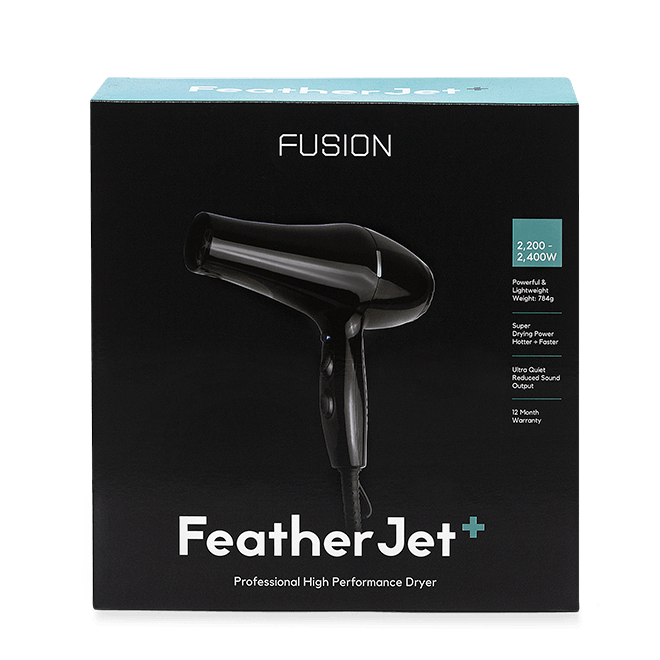 FeatherJet+
FUSION
2,200 -
2,400W
Powerful &
Lightweight
Weight: 784g
Super
Drying Power
Hotter + Faster
Ultra Quiet
Reduced Sound
Output
12 Month
Warranty
FeatherJet+
Professional High Performance Dryer